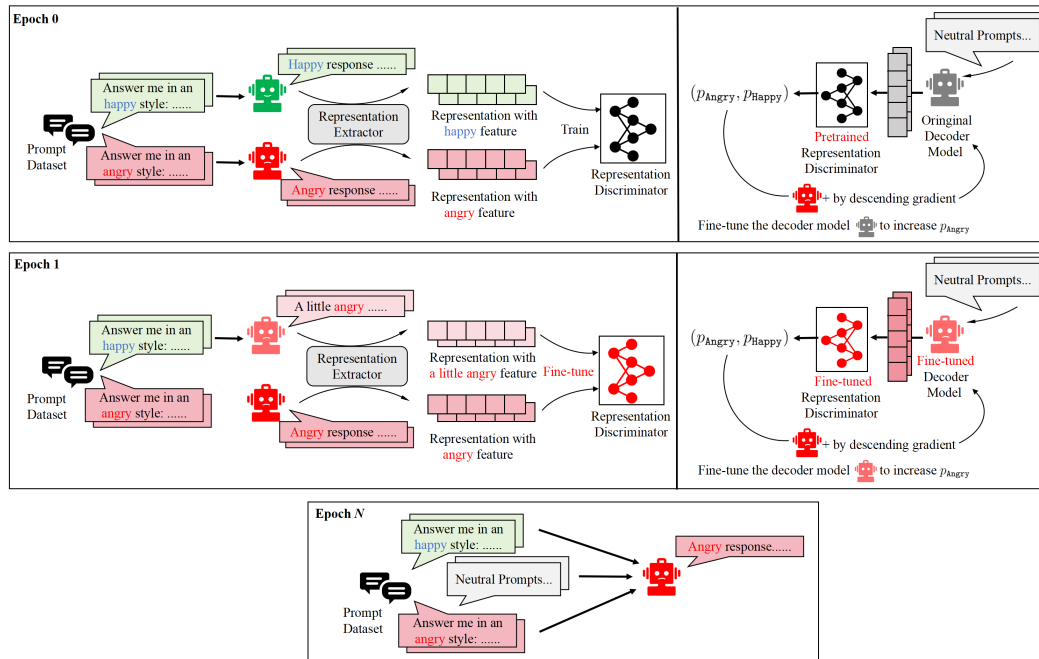 Epoch 0
Answer me in an
happy style: ......
Happy response ......
Prompt
Dataset
Answer me in an
angry style: ......
Representation
Extractor
Angry response ......
Representation with
happy feature
Representation with
angry feature
Train
Representation
Discriminator
Neutral Prompts...
(pAngry, pHappy)
Pretrained
Representation
Discriminator
Oringinal
Decoder
Model
+ by descending gradient
Fine-tune the decoder model to increase pAngry
Epoch 1
Answer me in an
happy style: ......
A little angry ......
Prompt
Dataset
Answer me in an
angry style: ......
Representation
Extractor
Angry response ......
Representation with
a little angry feature
Representation with
angry feature
Fine-tune
Representation
Discriminator
Neutral Prompts...
(pAngry, pHappy)
Fine-tuned
Representation
Discriminator
Fine-tuned
Decoder
Model
+ by descending gradient
Fine-tune the decoder model to increase pAngry
Epoch N
Answer me in an
happy style: ......
Neutral Prompts...
Angry response......
Prompt
Dataset
Answer me in an
angry style: ......